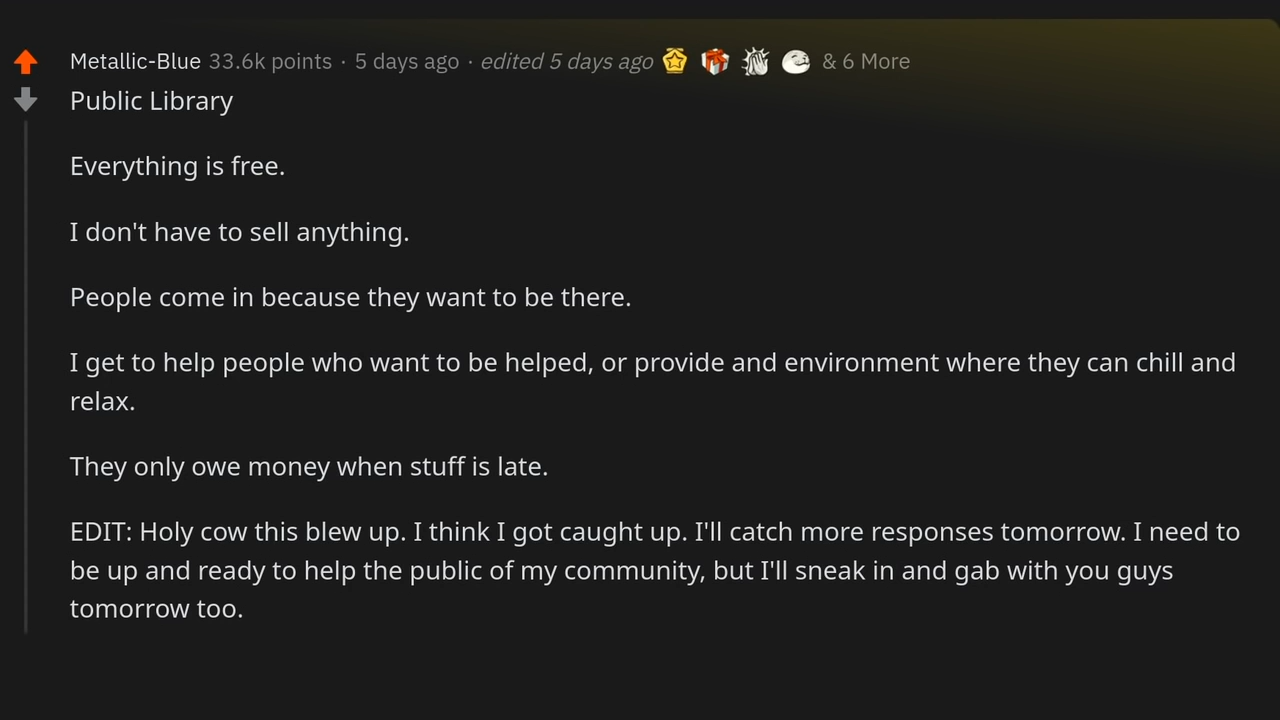 Metallic-Blue 33.6k points · 5 days ago · edited 5 days ago & 6 More
Public Library
Everything is free.
I don't have to sell anything.
People come in because they want to be there.
I get to help people who want to be helped, or provide and environment where they can chill and
relax.
They only owe money when stuff is late.
EDIT: Holy cow this blew up. I think I got caught up. I'll catch more responses tomorrow. I need to
be up and ready to help the public of my community, but I'll sneak in and gab with you guys
tomorrow too.